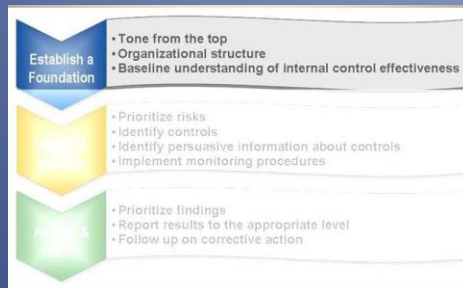 Establish a
Foundation
• Tone from the top
• Organizational structure
• Baseline understanding of internal control effectiveness
• Prioritize risks
• Identify controls
• Identify persuasive information about controls
• Implement monitoring procedures
• Prioritize findings
• Report results to the appropriate level
• Follow up on corrective action